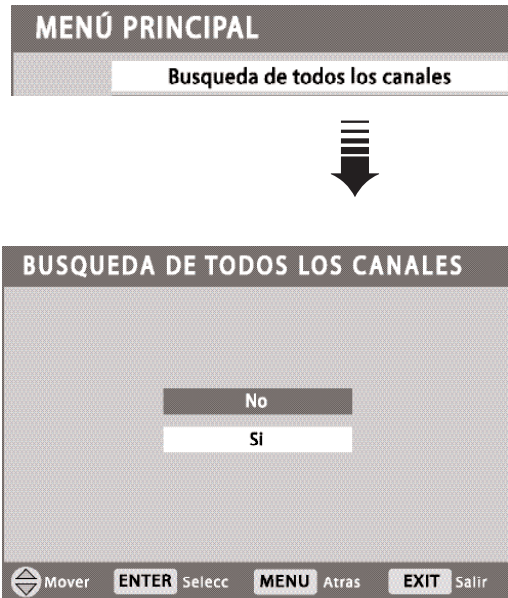 MENÚ PRINCIPAL
Busqueda de todos los canales
BUSQUEDA DE TODOS LOS CANALES
No
Si
Mover ENTER Selecc MENU Atras EXIT Salir